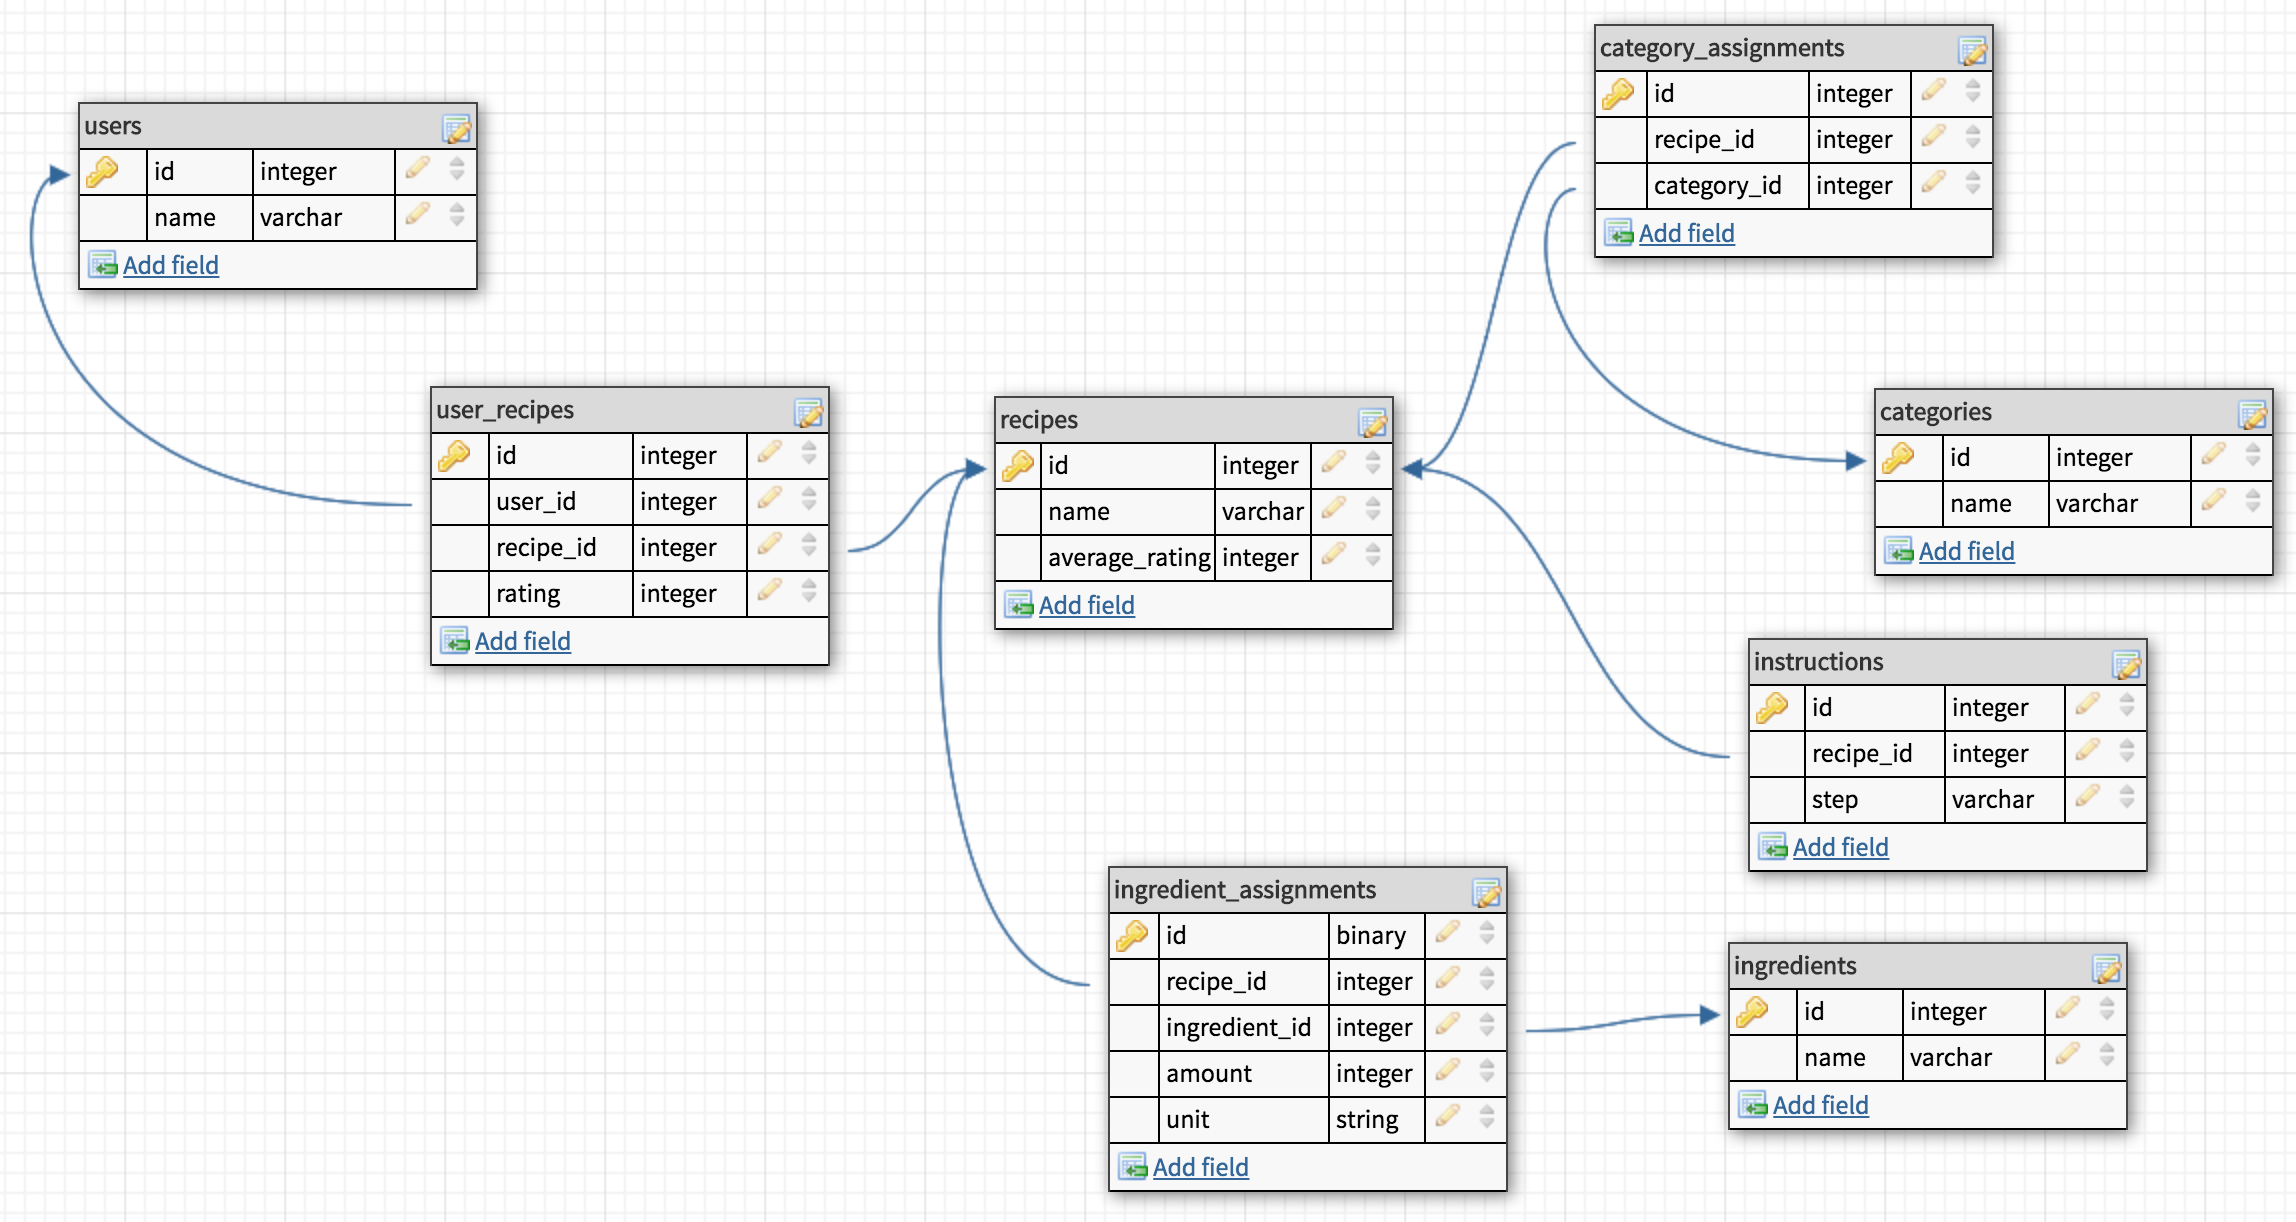 users
id integer
name varchar
Add field
user_recipes
id integer
user_id integer
recipe_id integer
rating integer
Add field
recipes
id integer
name varchar
average_rating integer
Add field
category_assignments
id integer
recipe_id integer
category_id integer
Add field
categories
id integer
name varchar
Add field
instructions
id integer
recipe_id integer
step varchar
Add field
ingredient_assignments
id binary
recipe_id integer
ingredient_id integer
amount integer
unit string
Add field
ingredients
id integer
name varchar
Add field